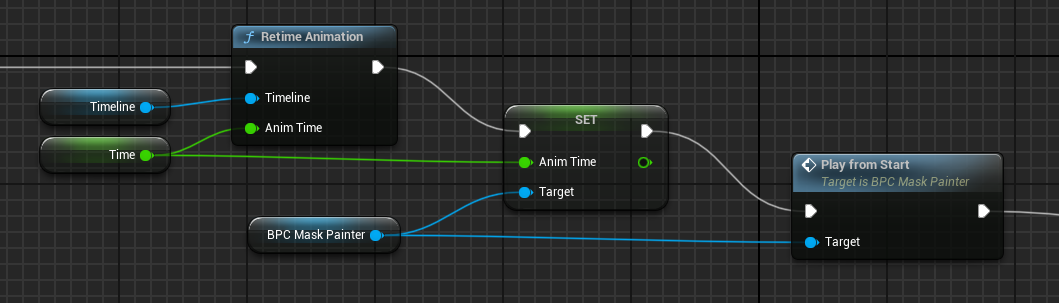 Retime Animation
Timeline
Timeline
Anim Time
Time
SET
Anim Time
Target
BPC Mask Painter
Play from Start
Target is BPC Mask Painter
Target